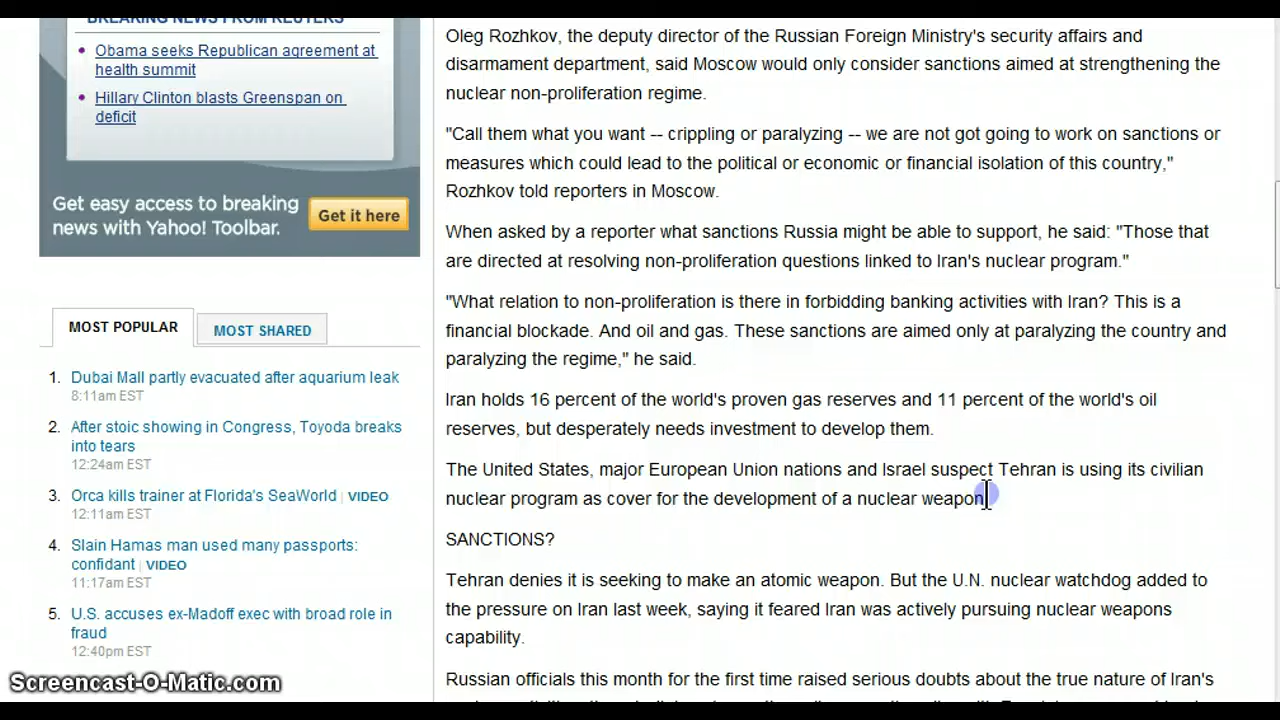 BREAKING NEWS FROM REUTERS
Obama seeks Republican agreement at
health summit
Hillary Clinton blasts Greenspan on
deficit
Get easy access to breaking
news with Yahoo! Toolbar.
Get it here
MOST POPULAR
MOST SHARED
1. Dubai Mall partly evacuated after aquarium leak
8:11am EST
2. After stoic showing in Congress, Toyoda breaks
into tears
12:24am EST
3. Orca kills trainer at Florida's SeaWorld | VIDEO
12:11am EST
4. Slain Hamas man used many passports:
confidant | VIDEO
11:17am EST
5. U.S. accuses ex-Madoff exec with broad role in
fraud
12:40pm EST
Oleg Rozhkov, the deputy director of the Russian Foreign Ministry's security affairs and
disarmament department, said Moscow would only consider sanctions aimed at strengthening the
nuclear non-proliferation regime.
"Call them what you want -- crippling or paralyzing -- we are not got going to work on sanctions or
measures which could lead to the political or economic or financial isolation of this country,"
Rozhkov told reporters in Moscow.
When asked by a reporter what sanctions Russia might be able to support, he said: "Those that
are directed at resolving non-proliferation questions linked to Iran's nuclear program."
"What relation to non-proliferation is there in forbidding banking activities with Iran? This is a
financial blockade. And oil and gas. These sanctions are aimed only at paralyzing the country and
paralyzing the regime," he said.
Iran holds 16 percent of the world's proven gas reserves and 11 percent of the world's oil
reserves, but desperately needs investment to develop them.
The United States, major European Union nations and Israel suspect Tehran is using its civilian
nuclear program as cover for the development of a nuclear weapon
SANCTIONS?
Tehran denies it is seeking to make an atomic weapon. But the U.N. nuclear watchdog added to
the pressure on Iran last week, saying it feared Iran was actively pursuing nuclear weapons
capability.
Russian officials this month for the first time raised serious doubts about the true nature of Iran's
Screencast-O-Matic.com